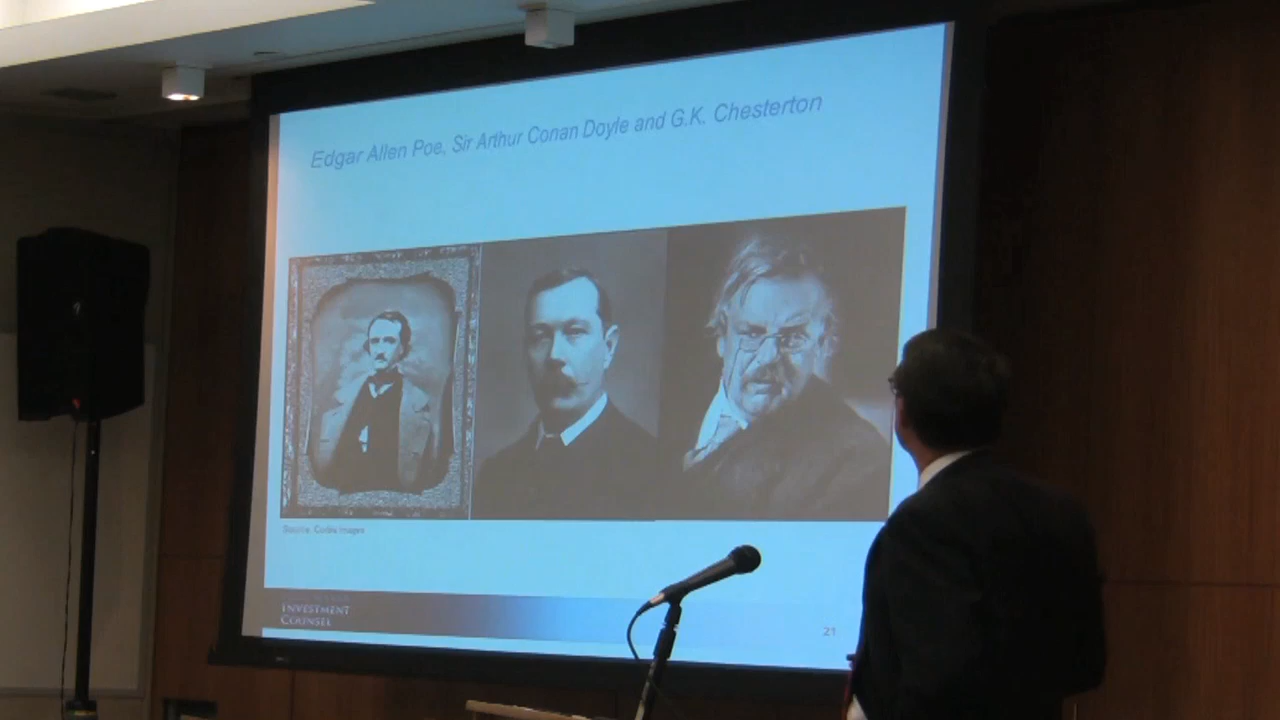 Edgar Allen Poe, Sir Arthur Conan Doyle and G.K. Chesterton
Source: Corbis Images
INVESTMENT
COUNSEL
21